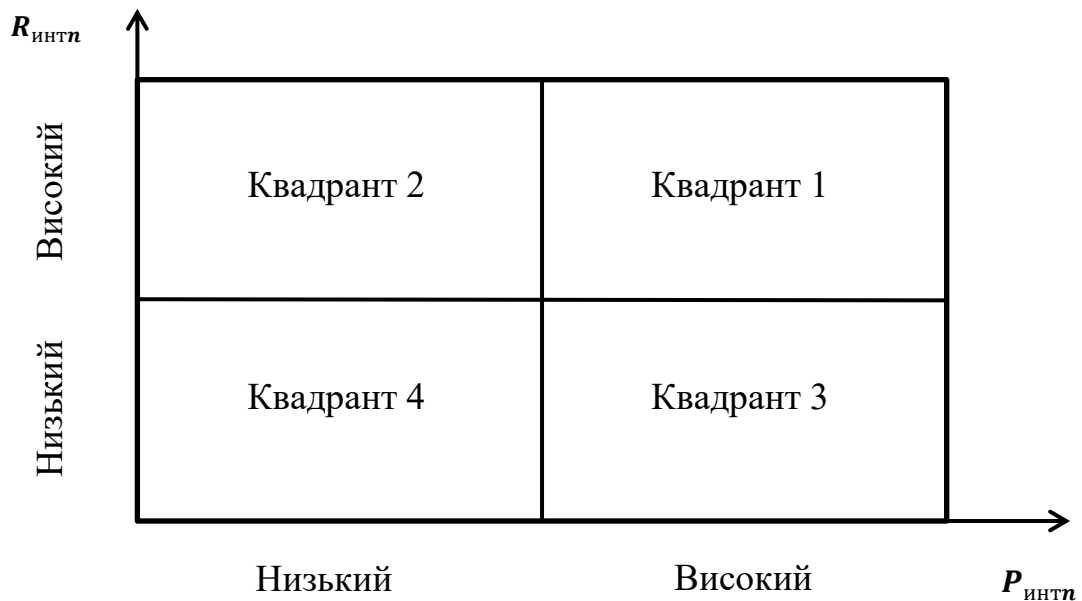 Rинтn
Високий
Квадрант 2
Квадрант 1
Низький
Квадрант 4
Квадрант 3
Низький
Високий
Pинтn